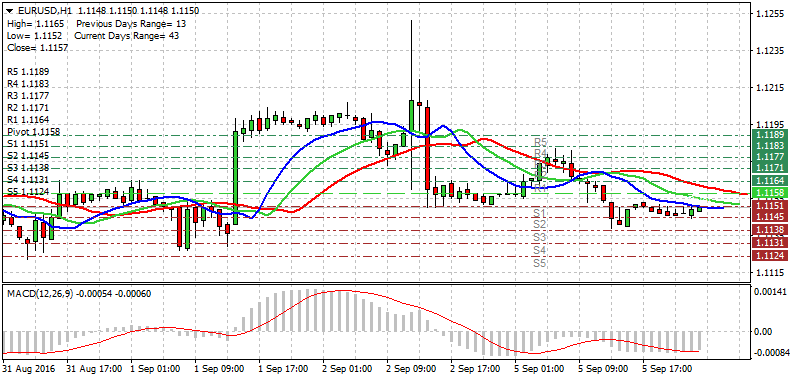 EURUSD,H1 1.1148 1.1150 1.1148 1.1150
High= 1.1165 Previous Days Range= 13
Low= 1.1152 Current Days Range= 43
Close= 1.1157
R5 1.1189
R4 1.1183
R3 1.1177
R2 1.1171
R1 1.1164
Pivot 1.1158
S1 1.1151
S2 1.1145
S3 1.1138
S4 1.1131
S5 1.1124
R5
R4
S1
S2
S3
S4
S5
1.1255
1.1235
1.1215
1.1195
1.1189
1.1183
1.1177
1.1171
1.1164
1.1158
1.1151
1.1145
1.1138
1.1131
1.1124
1.1115
MACD(12,26,9) -0.00054 -0.00060
0.00141
0.00
-0.00084
31 Aug 2016
31 Aug 17:00
1 Sep 01:00
1 Sep 09:00
1 Sep 17:00
2 Sep 01:00
2 Sep 09:00
2 Sep 17:00
5 Sep 01:00
5 Sep 09:00
5 Sep 17:00